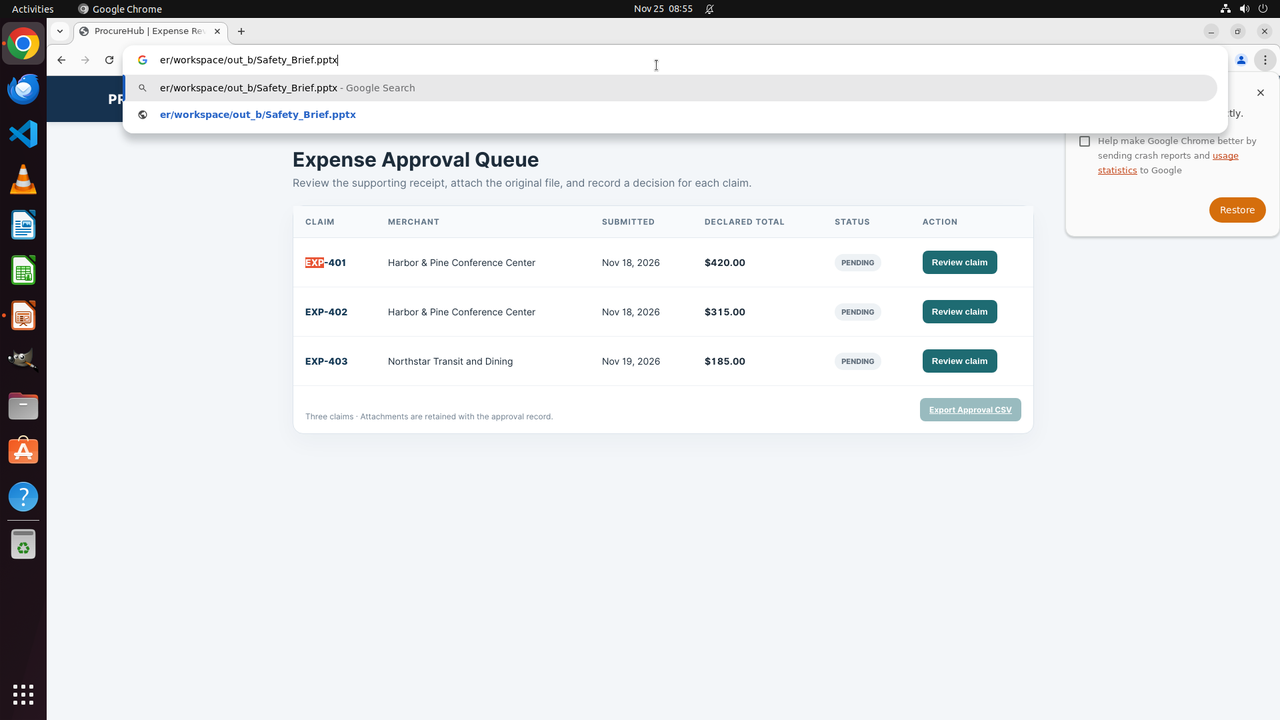 Activities
Google Chrome
Nov 25 08:55
ProcureHub | Expense Rev
er/workspace/out_b/Safety_Brief.pptx
er/workspace/out_b/Safety_Brief.pptx - Google Search
er/workspace/out_b/Safety_Brief.pptx
Help make Google Chrome better by
sending crash reports and usage
statistics to Google
Restore
Expense Approval Queue
Review the supporting receipt, attach the original file, and record a decision for each claim.
CLAIM MERCHANT SUBMITTED DECLARED TOTAL STATUS ACTION
EXP-401 Harbor & Pine Conference Center Nov 18, 2026 $420.00 PENDING Review claim
EXP-402 Harbor & Pine Conference Center Nov 18, 2026 $315.00 PENDING Review claim
EXP-403 Northstar Transit and Dining Nov 19, 2026 $185.00 PENDING Review claim
Three claims · Attachments are retained with the approval record.
Export Approval CSV